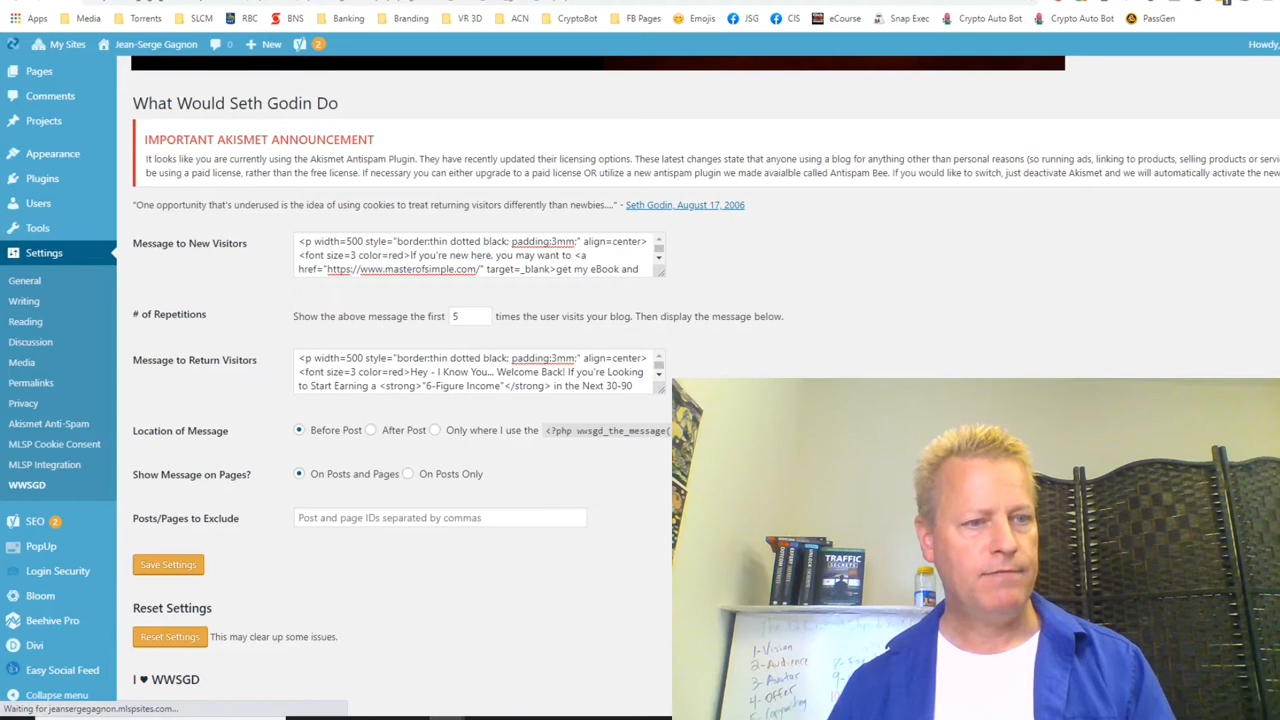 Apps Media Torrents SLCM RBC BNS Banking Branding VR 3D ACN CryptoBot FB Pages Emojis JSG CIS eCourse Snap Exec Crypto Auto Bot Crypto Auto Bot PassGen
My Sites Jean-Serge Gagnon 0 New 2 Howdy,
Pages
Comments
Projects
Appearance
Plugins
Users
Tools
Settings
General
Writing
Reading
Discussion
Media
Permalinks
Privacy
Akismet Anti-Spam
MLSP Cookie Consent
MLSP Integration
WWSGD
SEO 2
PopUp
Login Security
Bloom
Beehive Pro
Divi
Easy Social Feed
Collapse menu
Waiting for jeansergegagnon.mlspsites.com...
What Would Seth Godin Do
IMPORTANT AKISMET ANNOUNCEMENT
It looks like you are currently using the Akismet Antispam Plugin. They have recently updated their licensing options. These latest changes state that anyone using a blog for anything other than personal reasons (so running ads, linking to products, selling products or servi
be using a paid license, rather than the free license. If necessary you can either upgrade to a paid license OR utilize a new antispam plugin we made avaialble called Antispam Bee. If you would like to switch, just deactivate Akismet and we will automatically activate the new
"One opportunity that's underused is the idea of using cookies to treat returning visitors differently than newbies...." - Seth Godin, August 17, 2006
Message to New Visitors
<p width=500 style="border:thin dotted black; padding:3mm;" align=center>
<font size=3 color=red>If you're new here, you may want to <a
href="https://www.masterofsimple.com/" target=_blank>get my eBook and
# of Repetitions
Show the above message the first 5 times the user visits your blog. Then display the message below.
Message to Return Visitors
<p width=500 style="border:thin dotted black; padding:3mm;" align=center>
<font size=3 color=red>Hey - I Know You... Welcome Back! If you're Looking
to Start Earning a <strong>"6-Figure Income"</strong> in the Next 30-90
Location of Message
Before Post After Post Only where I use the <?php wwsgd_the_message(
Show Message on Pages?
On Posts and Pages On Posts Only
Posts/Pages to Exclude
Post and page IDs separated by commas
Save Settings
Reset Settings
Reset Settings This may clear up some issues.
I ♥ WWSGD
TRAFFIC
SECRETS
1-Vision
2-Audience
3-Avatar
4-Offer